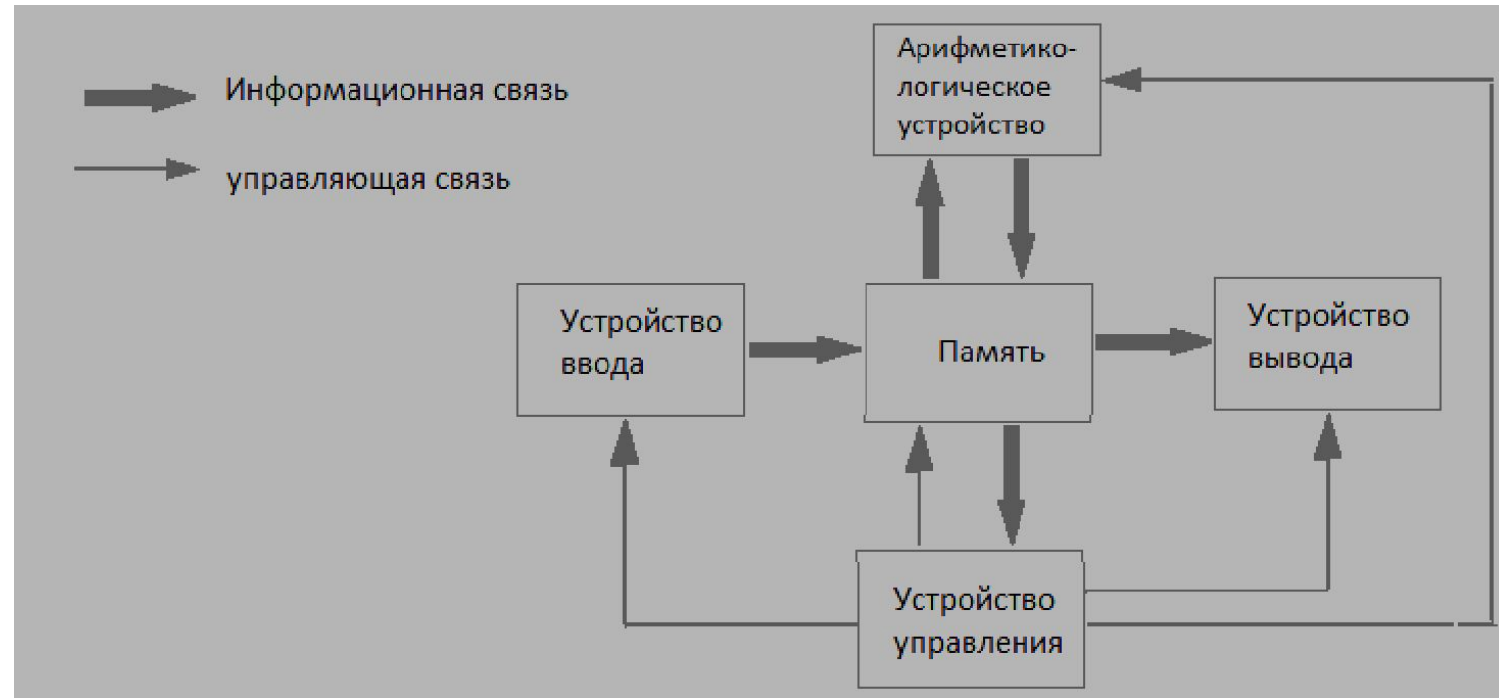 Информационная связь
управляющая связь
Арифметико-
логическое
устройство
Устройство
ввода
Память
Устройство
вывода
Устройство
управления